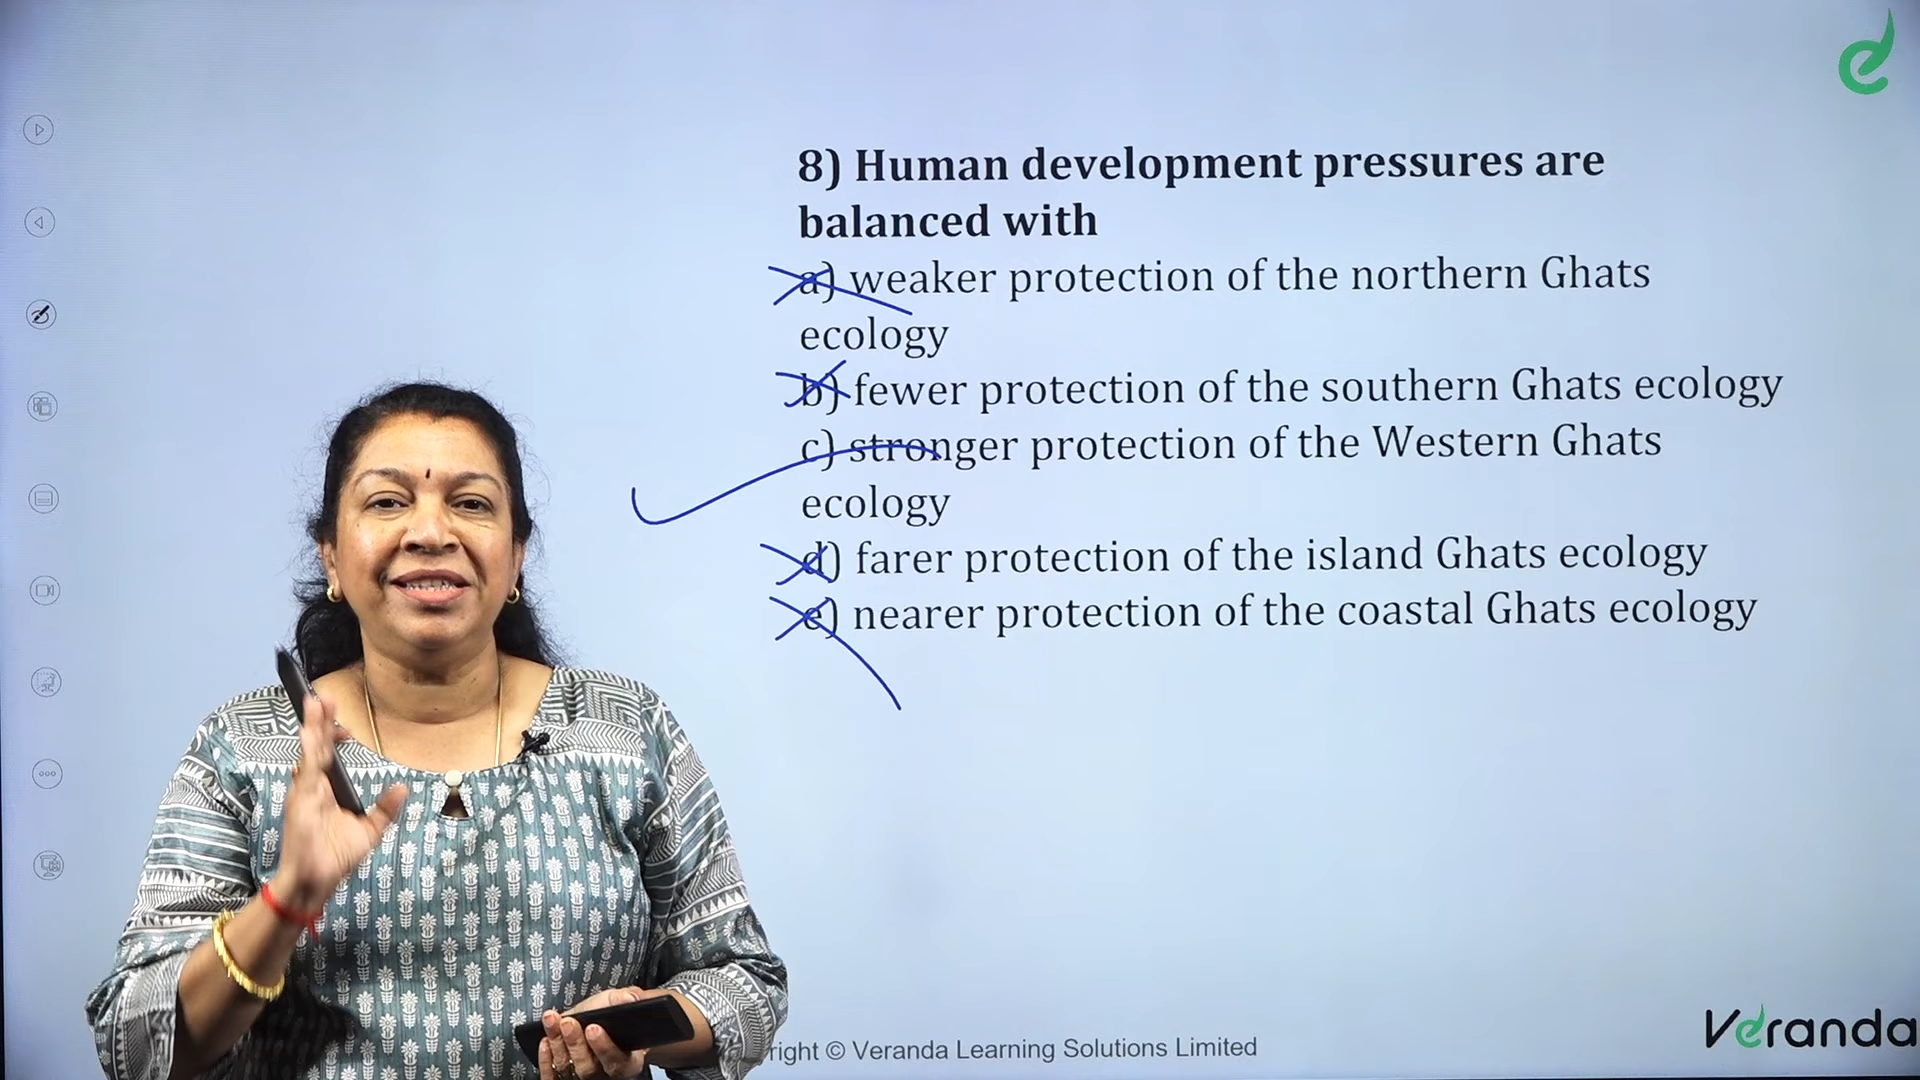 8) Human development pressures are
balanced with
a) weaker protection of the northern Ghats
ecology
b) fewer protection of the southern Ghats ecology
c) stronger protection of the Western Ghats
ecology
d) farer protection of the island Ghats ecology
e) nearer protection of the coastal Ghats ecology
right © Veranda Learning Solutions Limited
Veranda